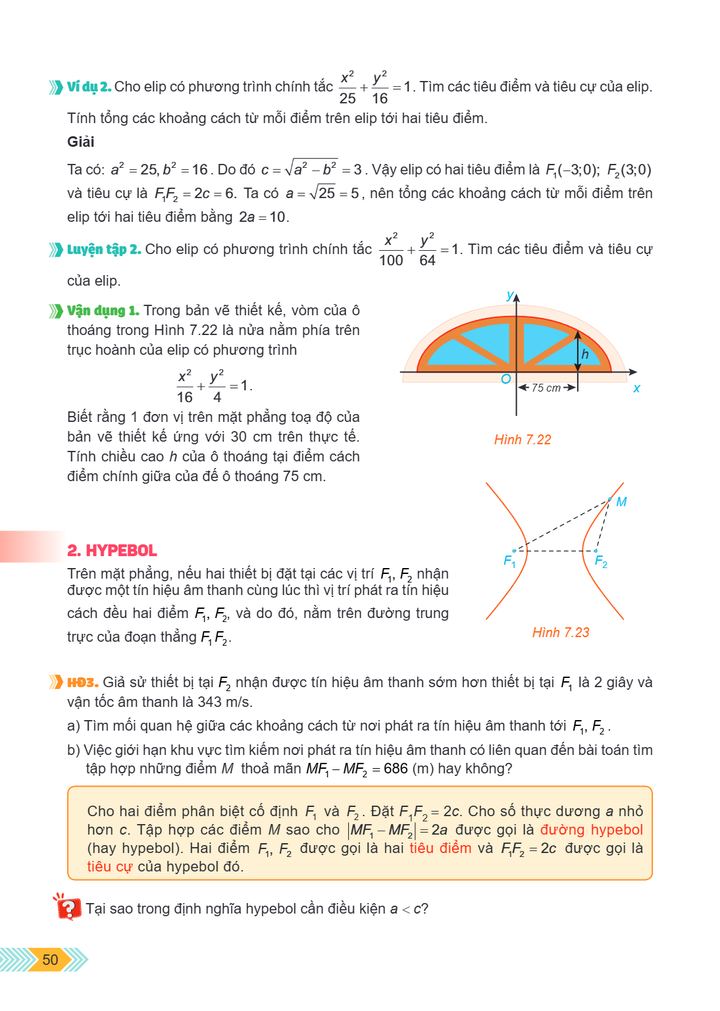 Ví dụ 2. Cho elip có phương trình chính tắc x²/25 + y²/16 = 1. Tìm các tiêu điểm và tiêu cự của elip.
Tính tổng các khoảng cách từ mỗi điểm trên elip tới hai tiêu điểm.
Giải
Ta có: a² = 25, b² = 16. Do đó c = √(a² − b²) = 3. Vậy elip có hai tiêu điểm là F₁(−3;0); F₂(3;0)
và tiêu cự là F₁F₂ = 2c = 6. Ta có a = √25 = 5, nên tổng các khoảng cách từ mỗi điểm trên
elip tới hai tiêu điểm bằng 2a = 10.
Luyện tập 2. Cho elip có phương trình chính tắc x²/100 + y²/64 = 1. Tìm các tiêu điểm và tiêu cự
của elip.
Vận dụng 1. Trong bản vẽ thiết kế, vòm của ô
thoáng trong Hình 7.22 là nửa nằm phía trên
trục hoành của elip có phương trình
x²/16 + y²/4 = 1.
Biết rằng 1 đơn vị trên mặt phẳng toạ độ của
bản vẽ thiết kế ứng với 30 cm trên thực tế.
Tính chiều cao h của ô thoáng tại điểm cách
điểm chính giữa của đế ô thoáng 75 cm.
y
h
O
75 cm
x
Hình 7.22
2. HYPEBOL
Trên mặt phẳng, nếu hai thiết bị đặt tại các vị trí F₁, F₂ nhận
được một tín hiệu âm thanh cùng lúc thì vị trí phát ra tín hiệu
cách đều hai điểm F₁, F₂, và do đó, nằm trên đường trung
trực của đoạn thẳng F₁F₂.
M
F₁
F₂
Hình 7.23
HĐ3. Giả sử thiết bị tại F₂ nhận được tín hiệu âm thanh sớm hơn thiết bị tại F₁ là 2 giây và
vận tốc âm thanh là 343 m/s.
a) Tìm mối quan hệ giữa các khoảng cách từ nơi phát ra tín hiệu âm thanh tới F₁, F₂.
b) Việc giới hạn khu vực tìm kiếm nơi phát ra tín hiệu âm thanh có liên quan đến bài toán tìm
tập hợp những điểm M thoả mãn MF₁ − MF₂ = 686 (m) hay không?
Cho hai điểm phân biệt cố định F₁ và F₂. Đặt F₁F₂ = 2c. Cho số thực dương a nhỏ
hơn c. Tập hợp các điểm M sao cho |MF₁ − MF₂| = 2a được gọi là đường hypebol
(hay hypebol). Hai điểm F₁, F₂ được gọi là hai tiêu điểm và F₁F₂ = 2c được gọi là
tiêu cự của hypebol đó.
? Tại sao trong định nghĩa hypebol cần điều kiện a < c?
50